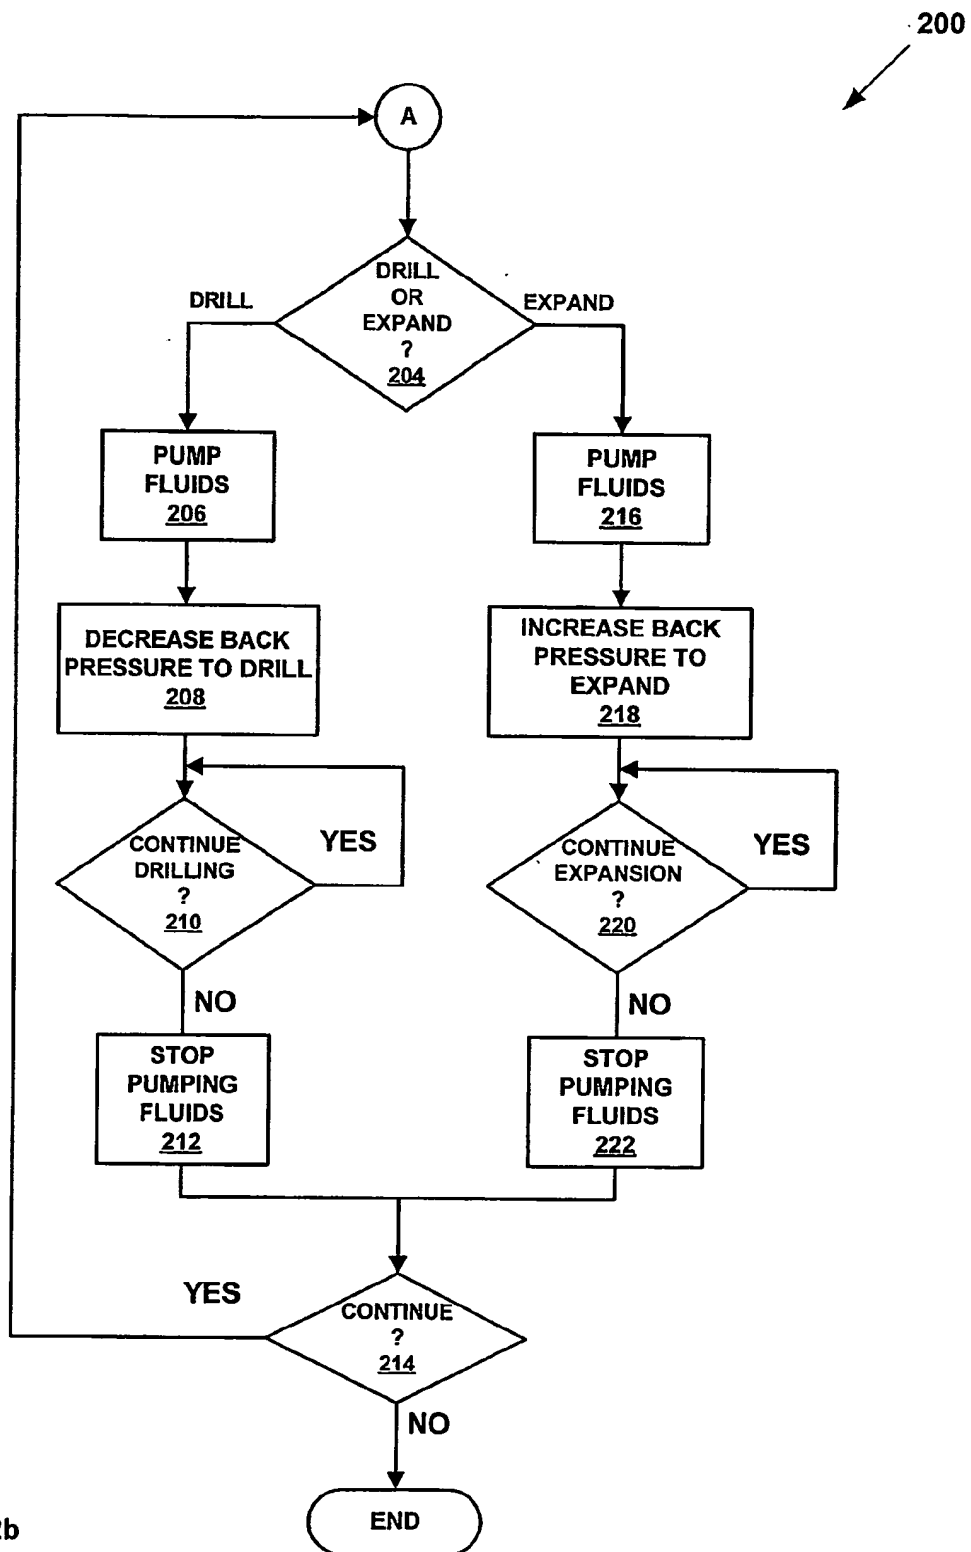 200
A
DRILL
OR
EXPAND
?
204
DRILL
EXPAND
PUMP
FLUIDS
206
PUMP
FLUIDS
216
DECREASE BACK
PRESSURE TO DRILL
208
INCREASE BACK
PRESSURE TO
EXPAND
218
CONTINUE
DRILLING
?
210
YES
CONTINUE
EXPANSION
?
220
YES
NO
NO
STOP
PUMPING
FLUIDS
212
STOP
PUMPING
FLUIDS
222
YES
CONTINUE
?
214
NO
END
2b